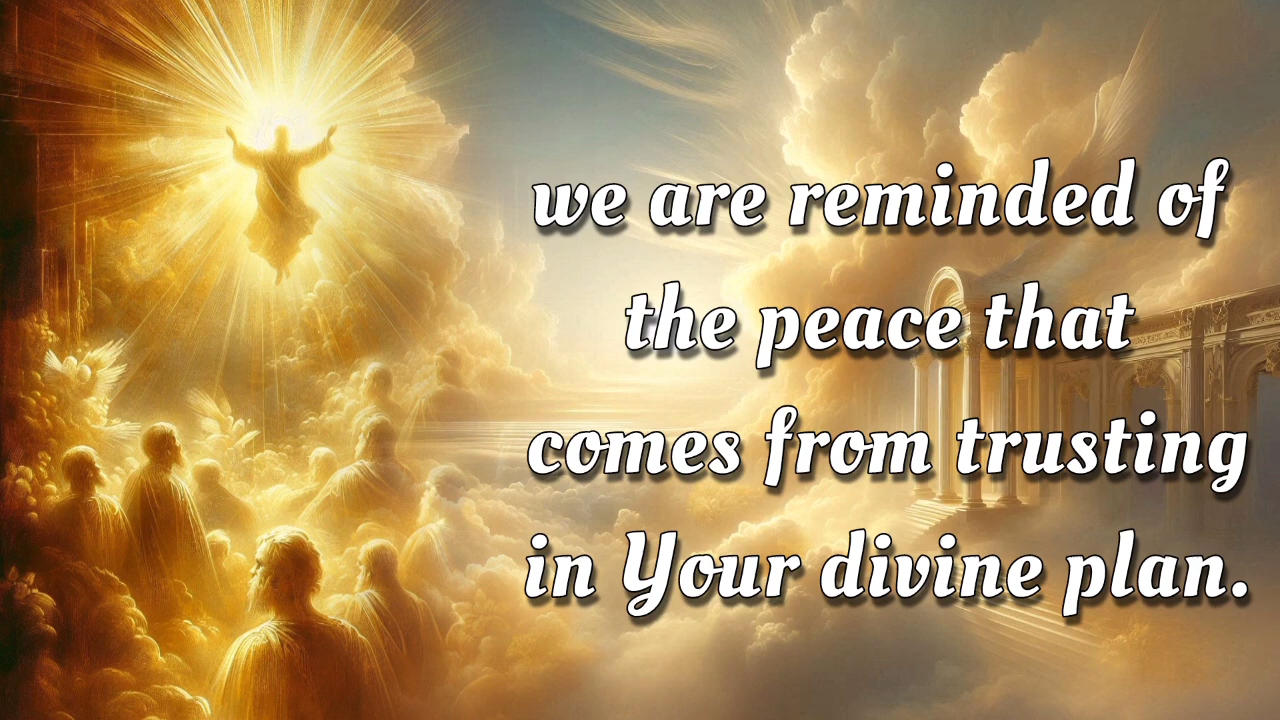 we are reminded of
the peace that
comes from trusting
in Your divine plan.